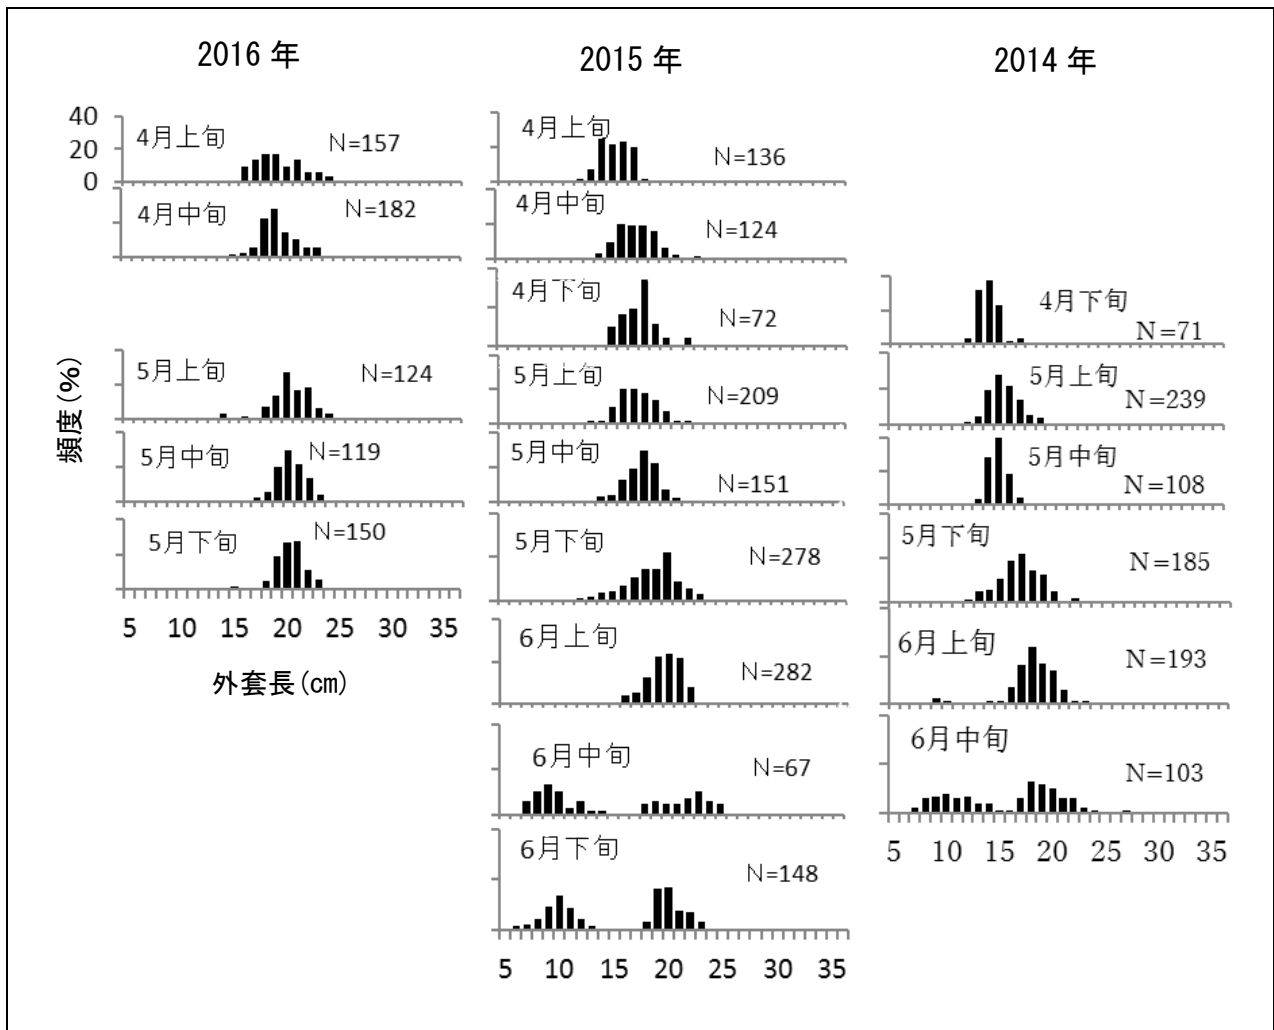 2016 年
2015 年
2014 年
頻度(%)
40
20
0
4月上旬
N=157
4月中旬
N=182
5月上旬
N=124
5月中旬
N=119
5月下旬
N=150
5 10 15 20 25 30 35
外套長(cm)
4月上旬
N=136
4月中旬
N=124
4月下旬
N=72
5月上旬
N=209
5月中旬
N=151
5月下旬
N=278
6月上旬
N=282
6月中旬
N=67
6月下旬
N=148
5 10 15 20 25 30 35
4月下旬
N=71
5月上旬
N=239
5月中旬
N=108
5月下旬
N=185
6月上旬
N=193
6月中旬
N=103
5 10 15 20 25 30 35